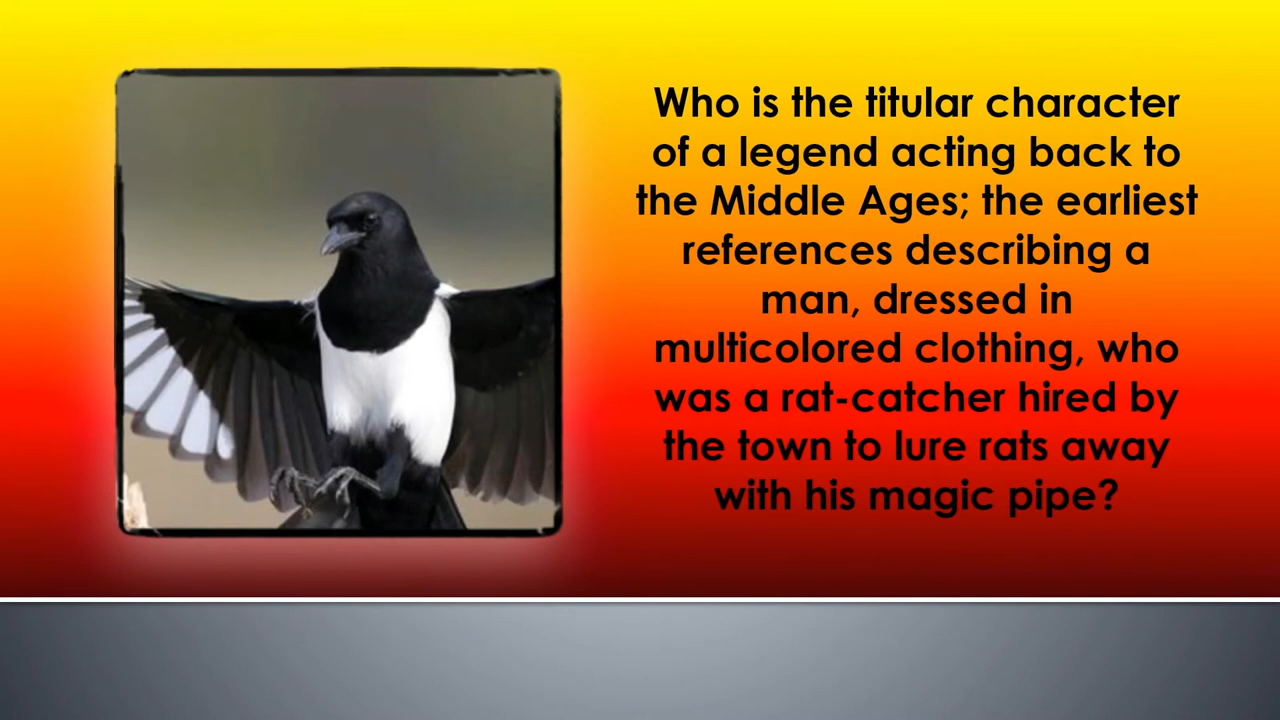 Who is the titular character
of a legend acting back to
the Middle Ages; the earliest
references describing a
man, dressed in
multicolored clothing, who
was a rat-catcher hired by
the town to lure rats away
with his magic pipe?